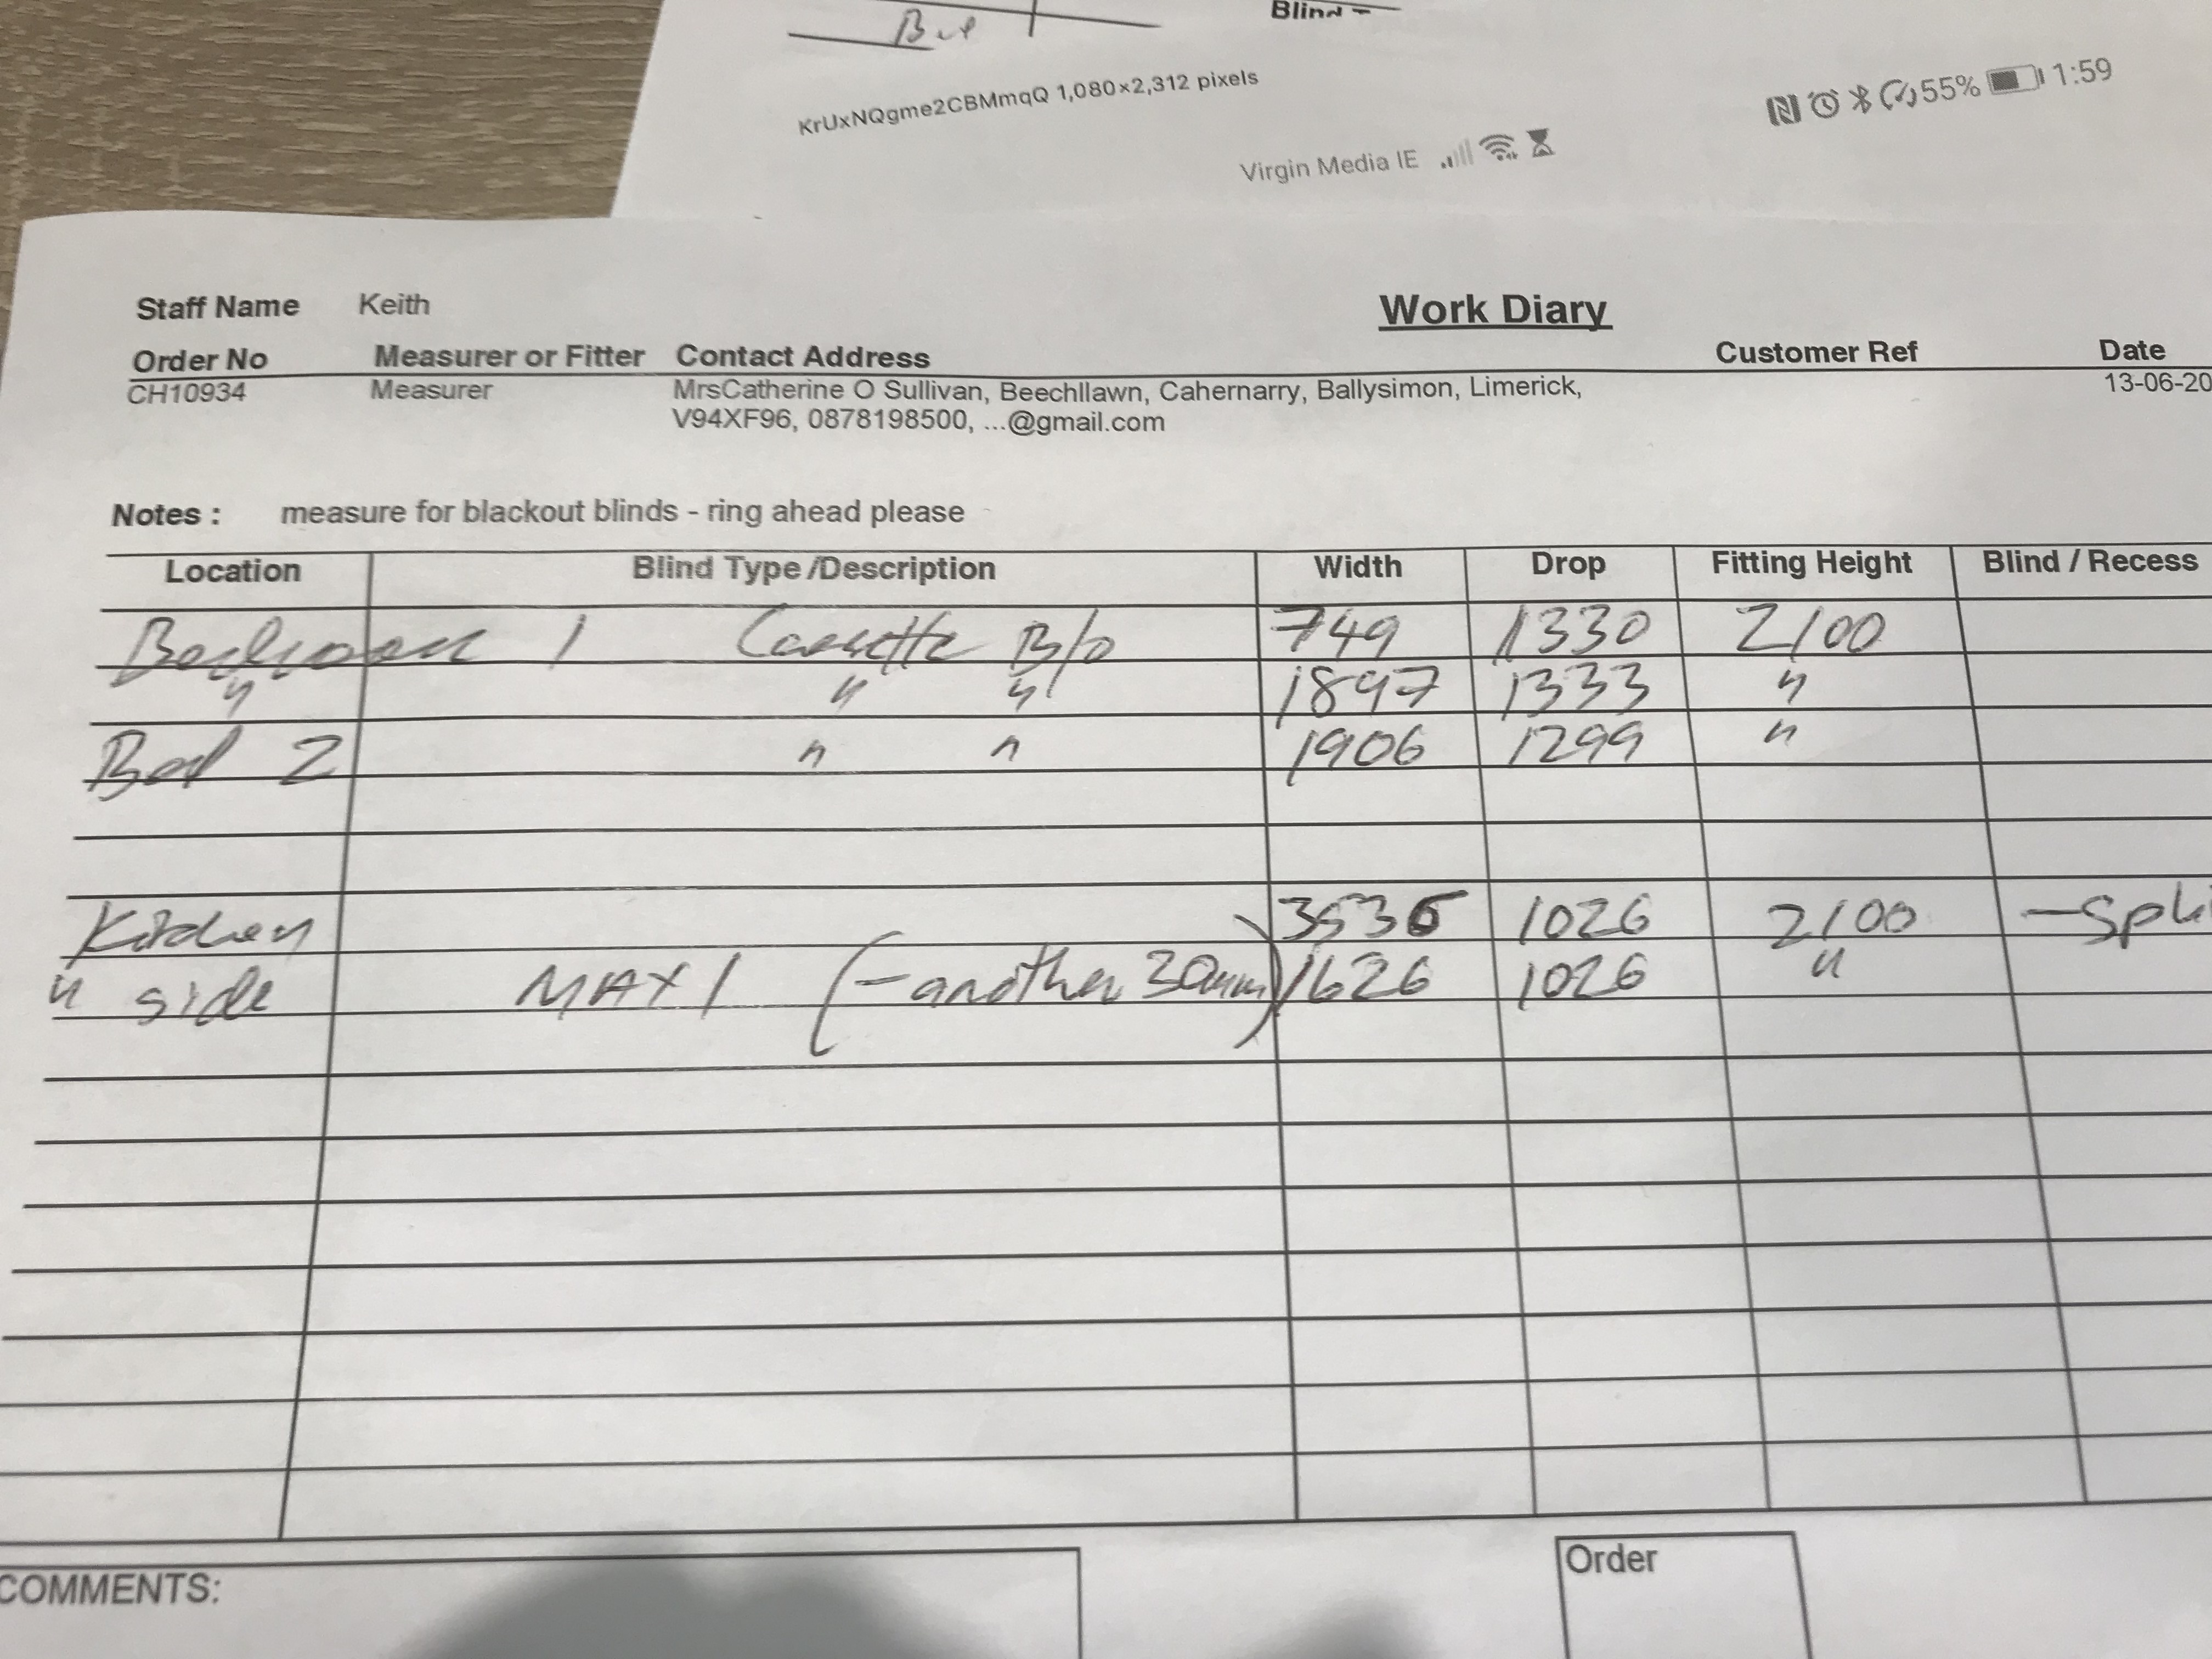 Blind
KrUxNQgme2CBMmqQ 1,080×2,312 pixels
55% 1:59
Virgin Media IE
Staff Name Keith
Work Diary
Order No Measurer or Fitter Contact Address Customer Ref Date
CH10934 Measurer MrsCatherine O Sullivan, Beechllawn, Cahernarry, Ballysimon, Limerick, 13-06-20
V94XF96, 0878198500, ...@gmail.com
Notes : measure for blackout blinds - ring ahead please
Location Blind Type /Description Width Drop Fitting Height Blind / Recess
Bedroom 1 Cassette B/o 749 1330 2100
" " " 1897 1333 "
Bed 2 " " 1906 1299 "
Kitchen 1026 2100 - Spli
" side MAX 1 (- another 30mm) 1626 1026 "
COMMENTS:
Order